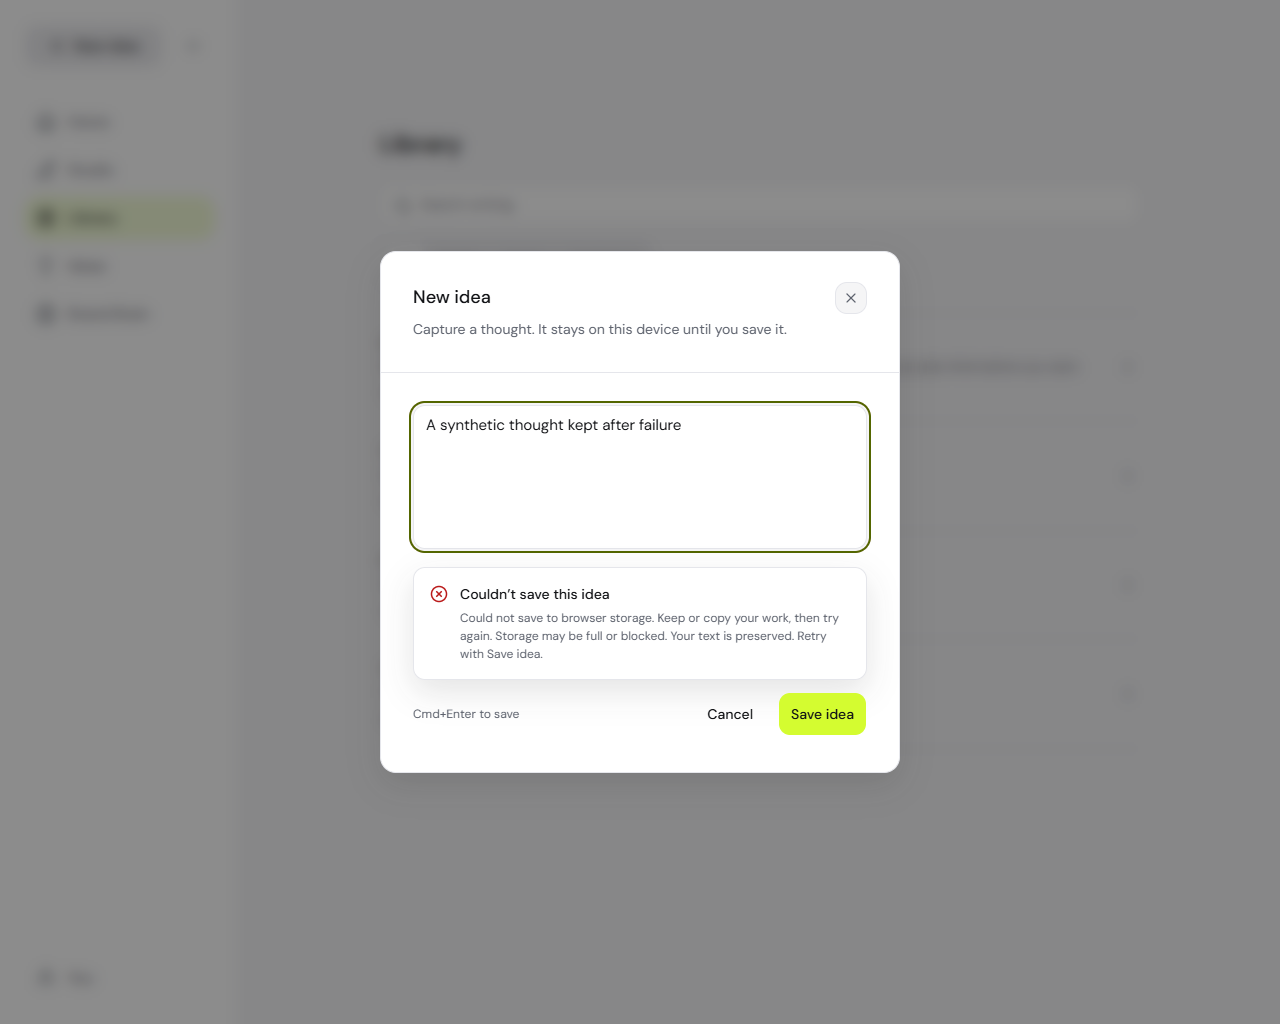 Library
New idea
Capture a thought. It stays on this device until you save it.
A synthetic thought kept after failure
Couldn’t save this idea
Could not save to browser storage. Keep or copy your work, then try
again. Storage may be full or blocked. Your text is preserved. Retry
with Save idea.
Cmd+Enter to save
Cancel
Save idea